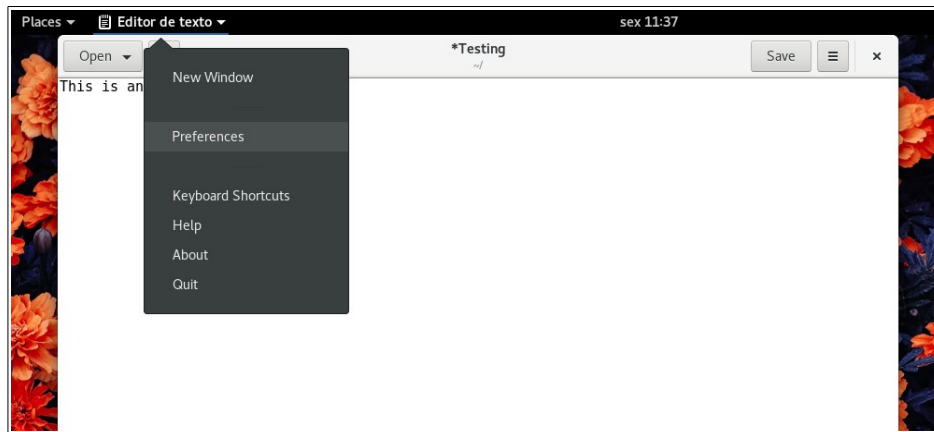 Places Editor de texto sex 11:37
Open *Testing Save
~/
This is an
New Window
Preferences
Keyboard Shortcuts
Help
About
Quit